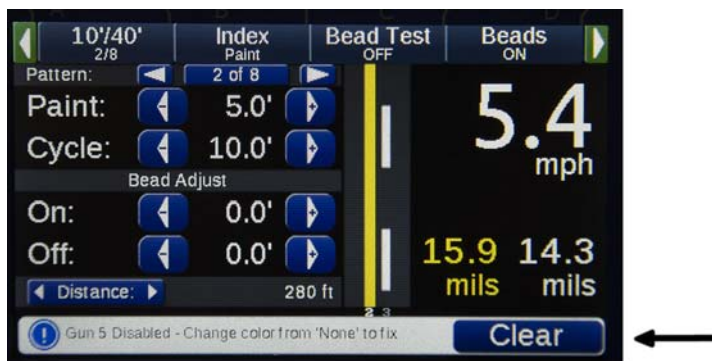 10'/40' Index Bead Test Beads
2/8 Paint OFF ON
Pattern: 2 of 8
Paint: 5.0'
Cycle: 10.0'
Bead Adjust
On: 0.0'
Off: 0.0'
Distance: 280 ft
5.4
mph
15.9 14.3
mils mils
2 3
Gun 5 Disabled - Change color from 'None' to fix
Clear